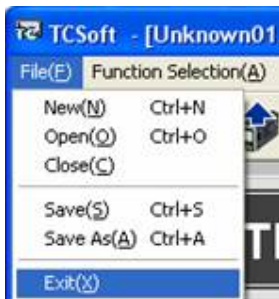 TCSoft - [Unknown01
File(F) Function Selection(A)
New(N) Ctrl+N
Open(O) Ctrl+O
Close(C)
Save(S) Ctrl+S
Save As(A) Ctrl+A
Exit(X)